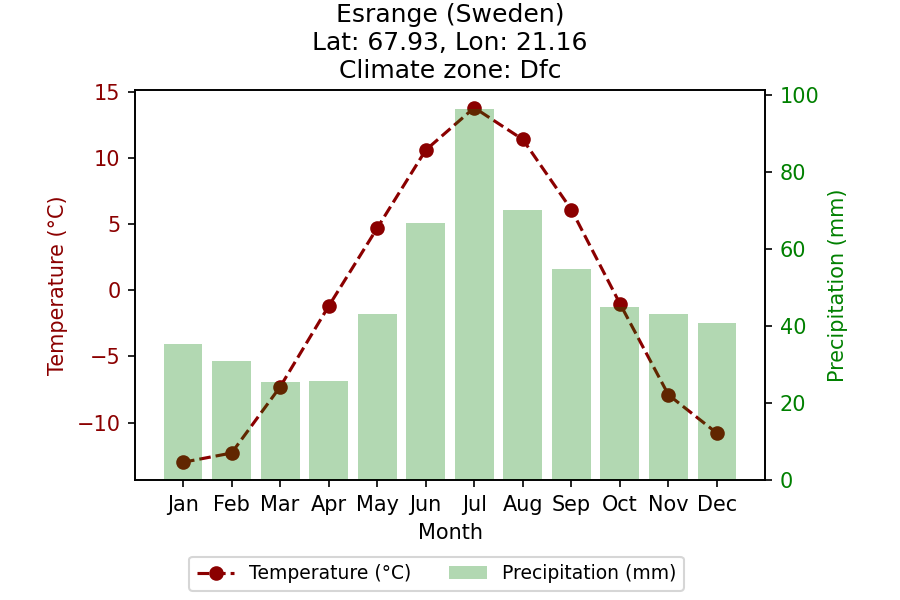 Esrange (Sweden)
Lat: 67.93, Lon: 21.16
Climate zone: Dfc
Temperature (°C)
15
10
5
0
−5
−10
Precipitation (mm)
100
80
60
40
20
0
Jan Feb Mar Apr May Jun Jul Aug Sep Oct Nov Dec
Month
Temperature (°C) Precipitation (mm)